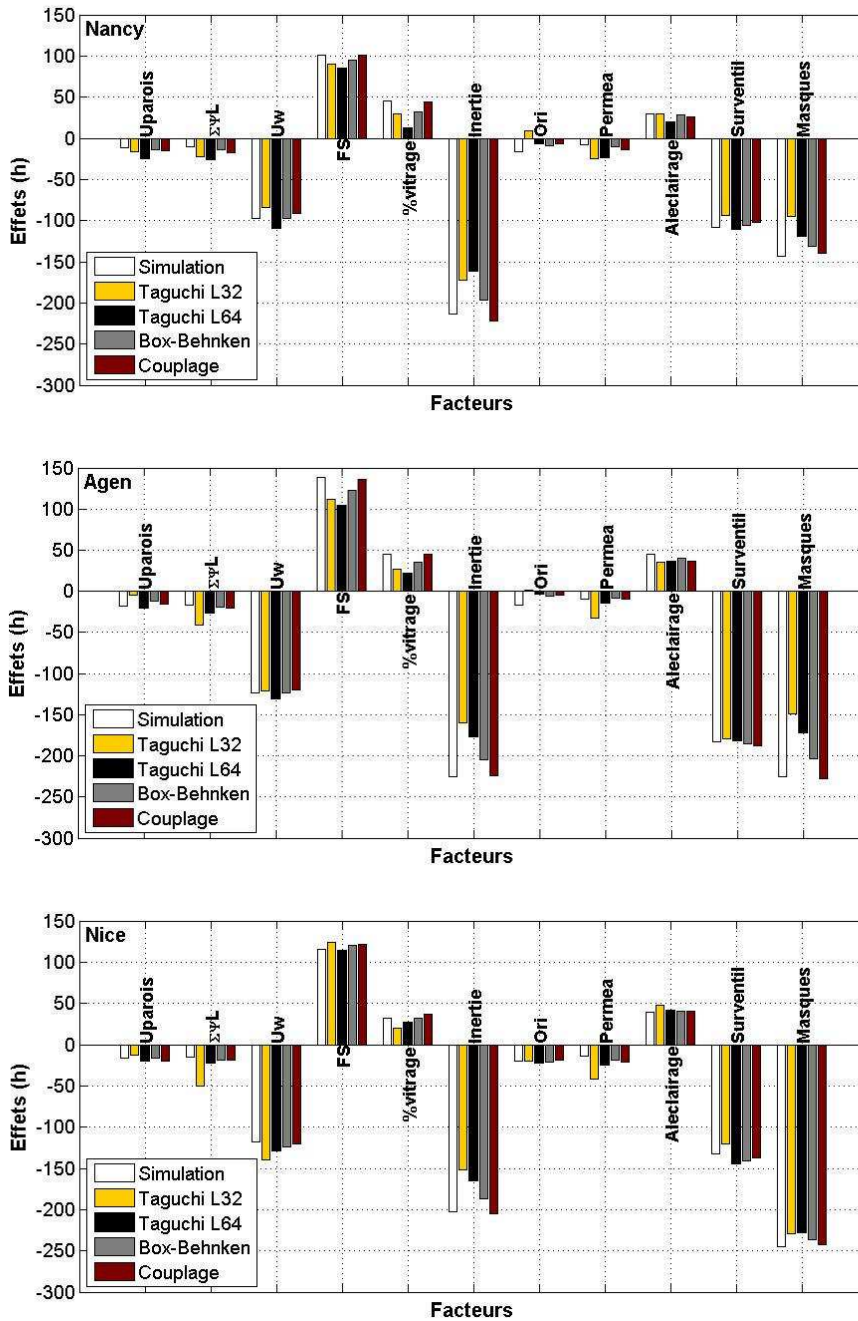 Nancy
150
100
50
0
-50
-100
-150
-200
-250
-300
Effets (h)
Uparois
ΣΨL
Uw
FS
%vitrage
Inertie
Ori
Permea
Aleclairage
Surventil
Masques
Simulation
Taguchi L32
Taguchi L64
Box-Behnken
Couplage
Facteurs
Agen
150
100
50
0
-50
-100
-150
-200
-250
-300
Effets (h)
Uparois
ΣΨL
Uw
FS
%vitrage
Inertie
Ori
Permea
Aleclairage
Surventil
Masques
Simulation
Taguchi L32
Taguchi L64
Box-Behnken
Couplage
Facteurs
Nice
150
100
50
0
-50
-100
-150
-200
-250
-300
Effets (h)
Uparois
ΣΨL
Uw
FS
%vitrage
Inertie
Ori
Permea
Aleclairage
Surventil
Masques
Simulation
Taguchi L32
Taguchi L64
Box-Behnken
Couplage
Facteurs